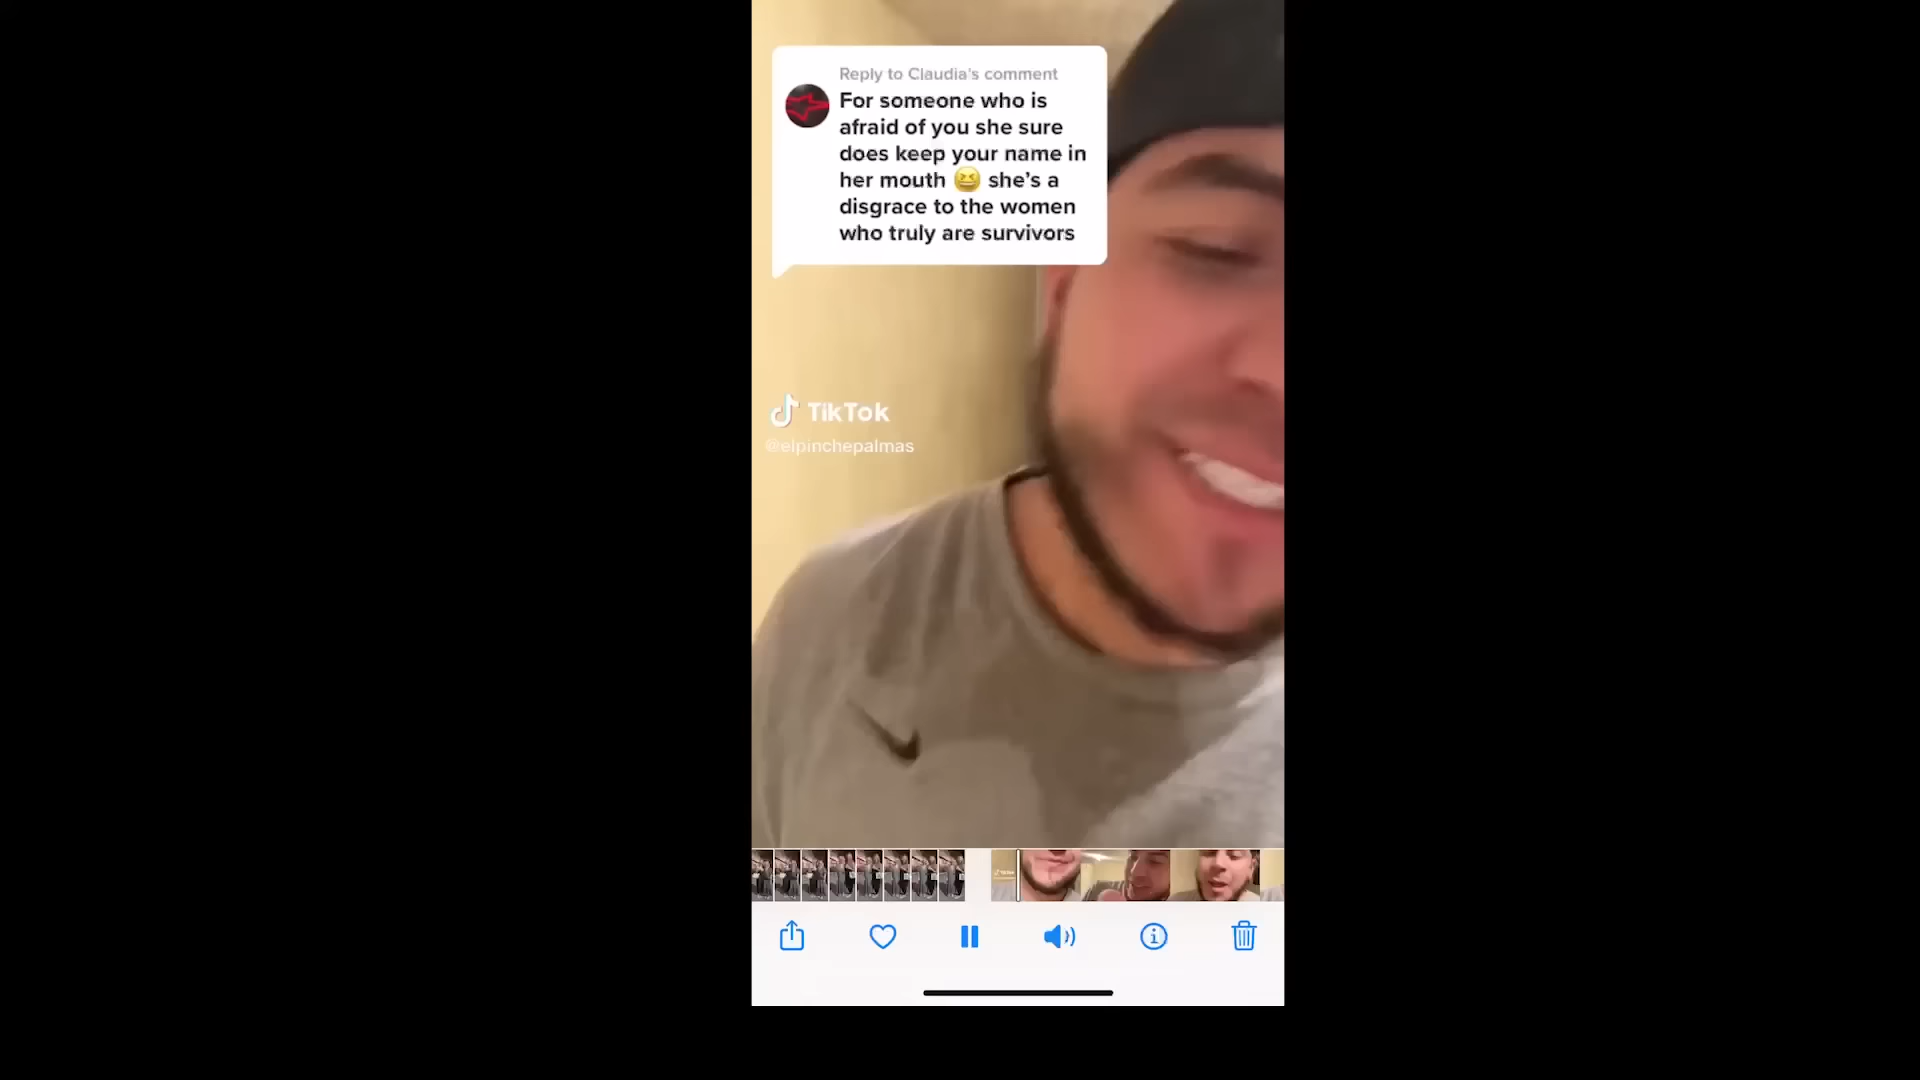 Reply to Claudia's comment
For someone who is
afraid of you she sure
does keep your name in
her mouth 😆 she's a
disgrace to the women
who truly are survivors
TikTok
@elpinchepalmas